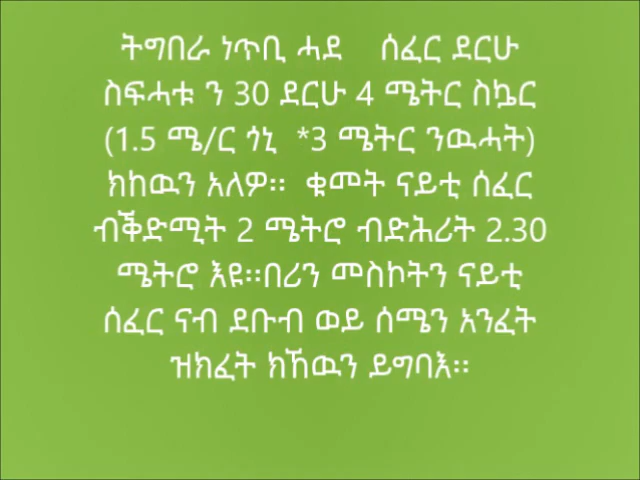 ትግበራ ነጥቢ ሓደ ሰፈር ደርሁ
ስፍሓቱ ን 30 ደርሁ 4 ሜትር ስኴር
(1.5 ሜ/ር ጎኒ *3 ሜትር ንዉሓት)
ክከዉን አለዎ፡፡ ቁመት ናይቲ ሰፈር
ብቕድሚት 2 ሜትሮ ብድሕሪት 2.30
ሜትሮ እዩ፡፡በሪን መስኮትን ናይቲ
ሰፈር ናብ ደቡብ ወይ ሰሜን አንፈት
ዝክፈት ክኸዉን ይግባእ፡፡